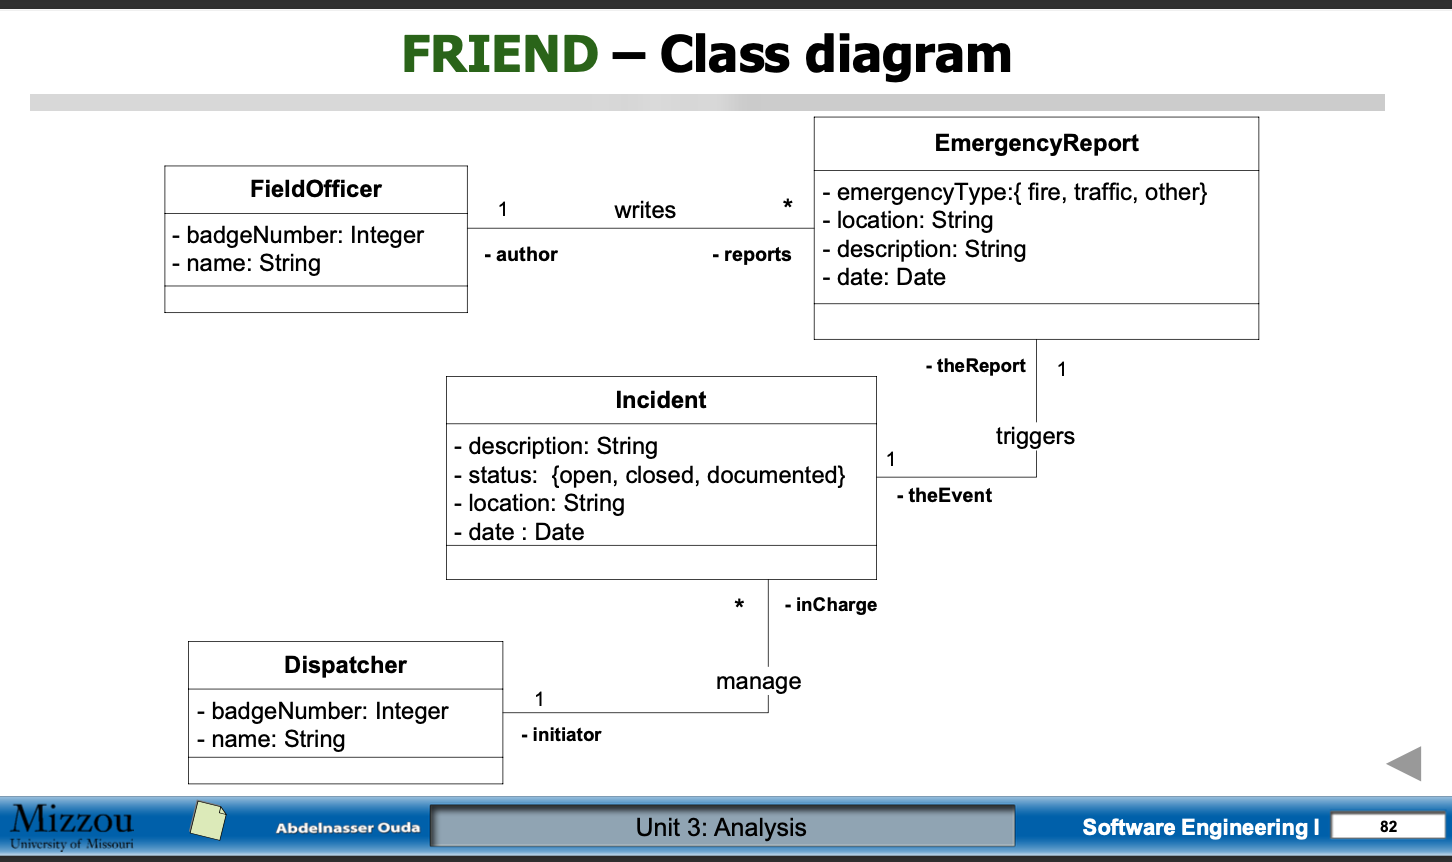 FRIEND – Class diagram
FieldOfficer
- badgeNumber: Integer
- name: String
1
writes
*
- author
- reports
EmergencyReport
- emergencyType:{ fire, traffic, other}
- location: String
- description: String
- date: Date
- theReport
1
triggers
1
- theEvent
Incident
- description: String
- status:  {open, closed, documented}
- location: String
- date : Date
*
- inCharge
manage
1
- initiator
Dispatcher
- badgeNumber: Integer
- name: String
Mizzou
University of Missouri
Abdelnasser Ouda
Unit 3: Analysis
Software Engineering I
82